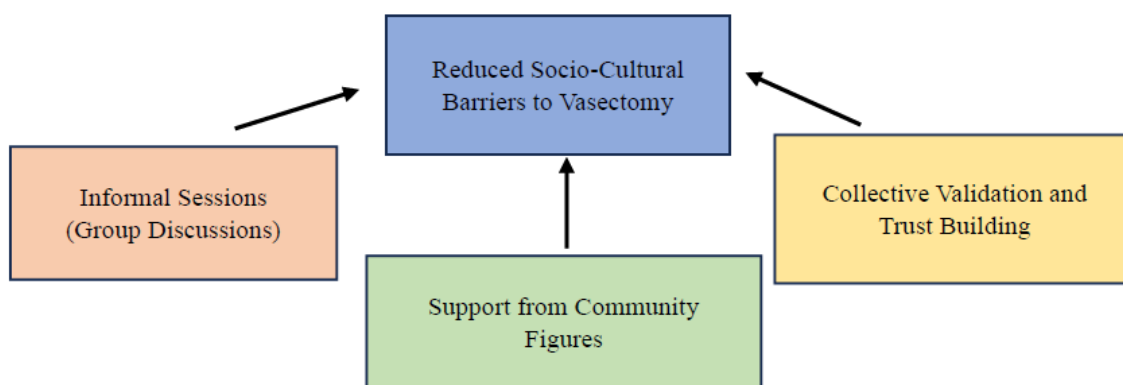 Reduced Socio-Cultural
Barriers to Vasectomy
Informal Sessions
(Group Discussions)
Collective Validation and
Trust Building
Support from Community
Figures